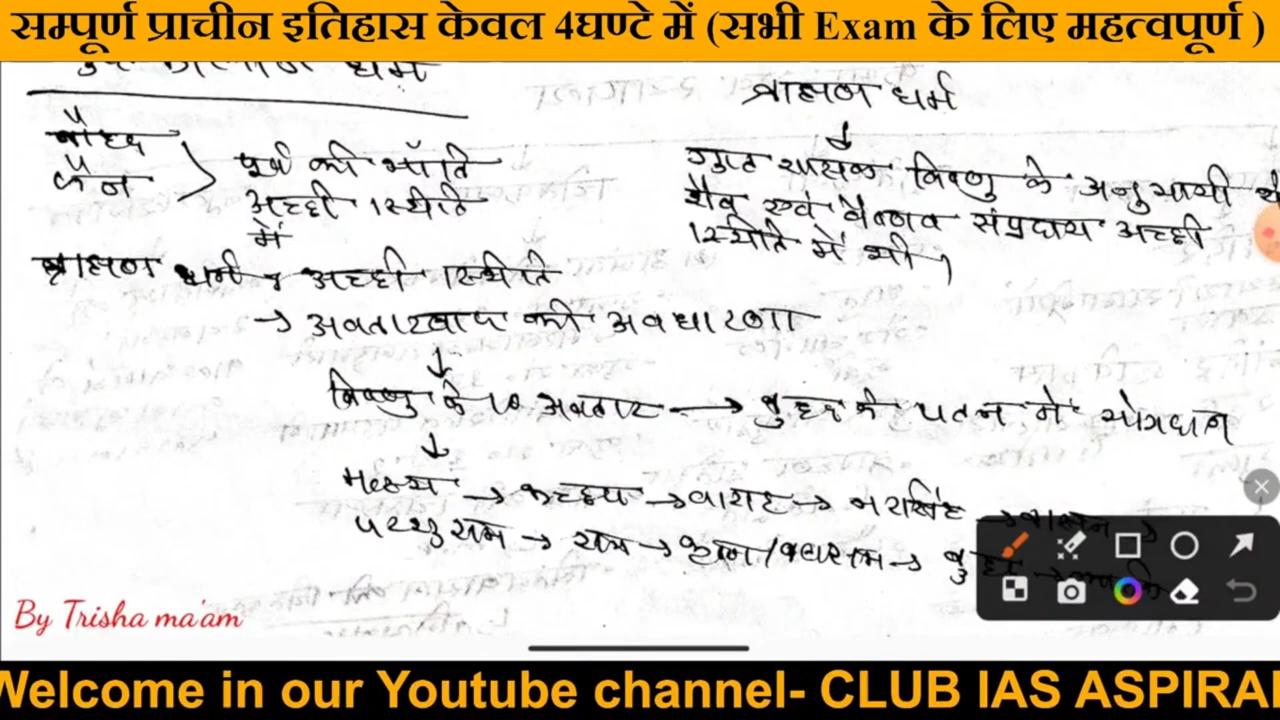 सम्पूर्ण प्राचीन इतिहास केवल 4घण्टे में (सभी Exam के लिए महत्वपूर्ण )
धर्म
ब्राह्मण धर्म
↓
बौध्द
जैन
पूर्व की भाँति
अच्छी स्थिति
में
गुप्त शासक विष्णु के अनुयायी थे
शैव एवं वैष्णव संप्रदाय अच्छी
स्थिति में थी।
ब्राह्मण धर्म अच्छी स्थिति
→ अवतारवाद की अवधारणा
↓
विष्णु के 10 अवतार → बुद्ध के पतन में योगदान
↓
मत्स्य → कच्छप → वाराह → नरसिंह → वामन →
परशुराम → राम → कृष्ण/बलराम → बुद्ध →
By Trisha ma'am
Welcome in our Youtube channel- CLUB IAS ASPIRA